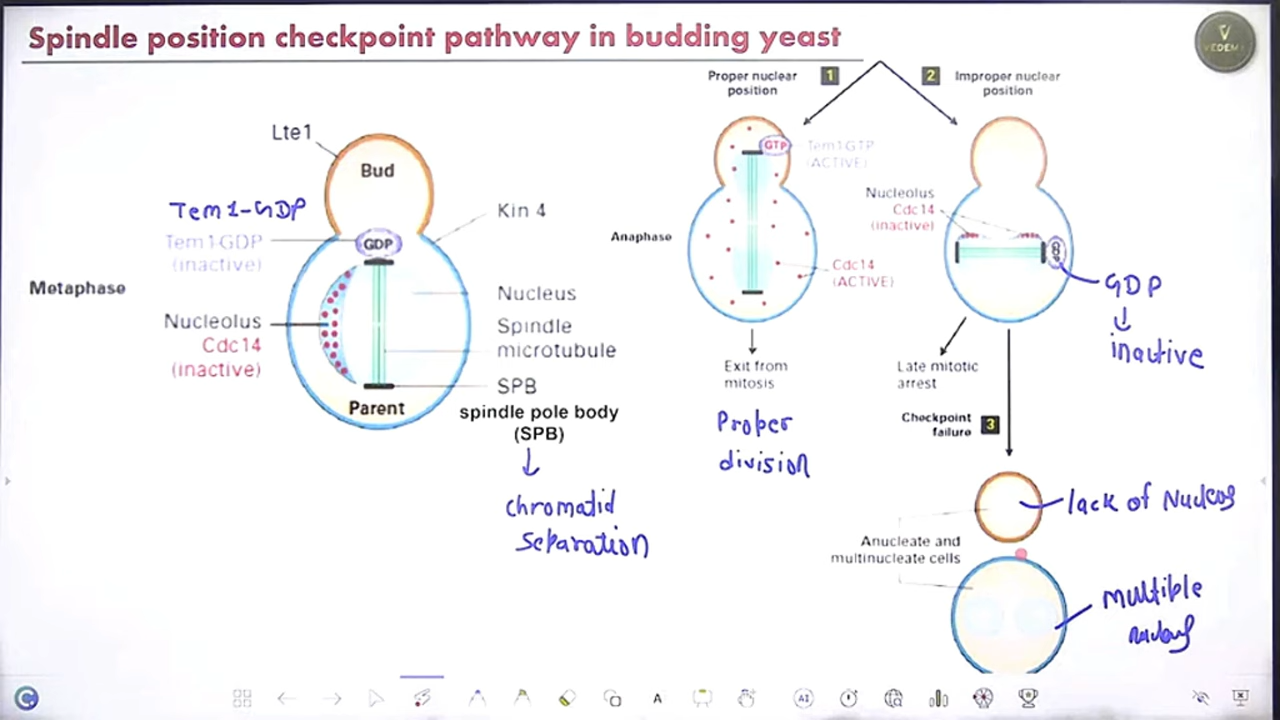 Spindle position checkpoint pathway in budding yeast
VEDEMY
Lte1
Bud
Tem1-GDP
Tem1·GDP
(inactive)
GDP
Kin 4
Metaphase
Nucleus
Nucleolus
Cdc14
(inactive)
Spindle
microtubule
SPB
Parent
spindle pole body
(SPB)
chromatid
separation
Proper nuclear
position
1
GTP
Tem1·GTP
(ACTIVE)
Anaphase
Cdc14
(ACTIVE)
Exit from
mitosis
Proper
division
2
Improper nuclear
position
Nucleolus
Cdc14
(inactive)
GDP
inactive
Late mitotic
arrest
Checkpoint
failure
3
lack of Nucleus
Anucleate and
multinucleate cells
multiple
A
AI